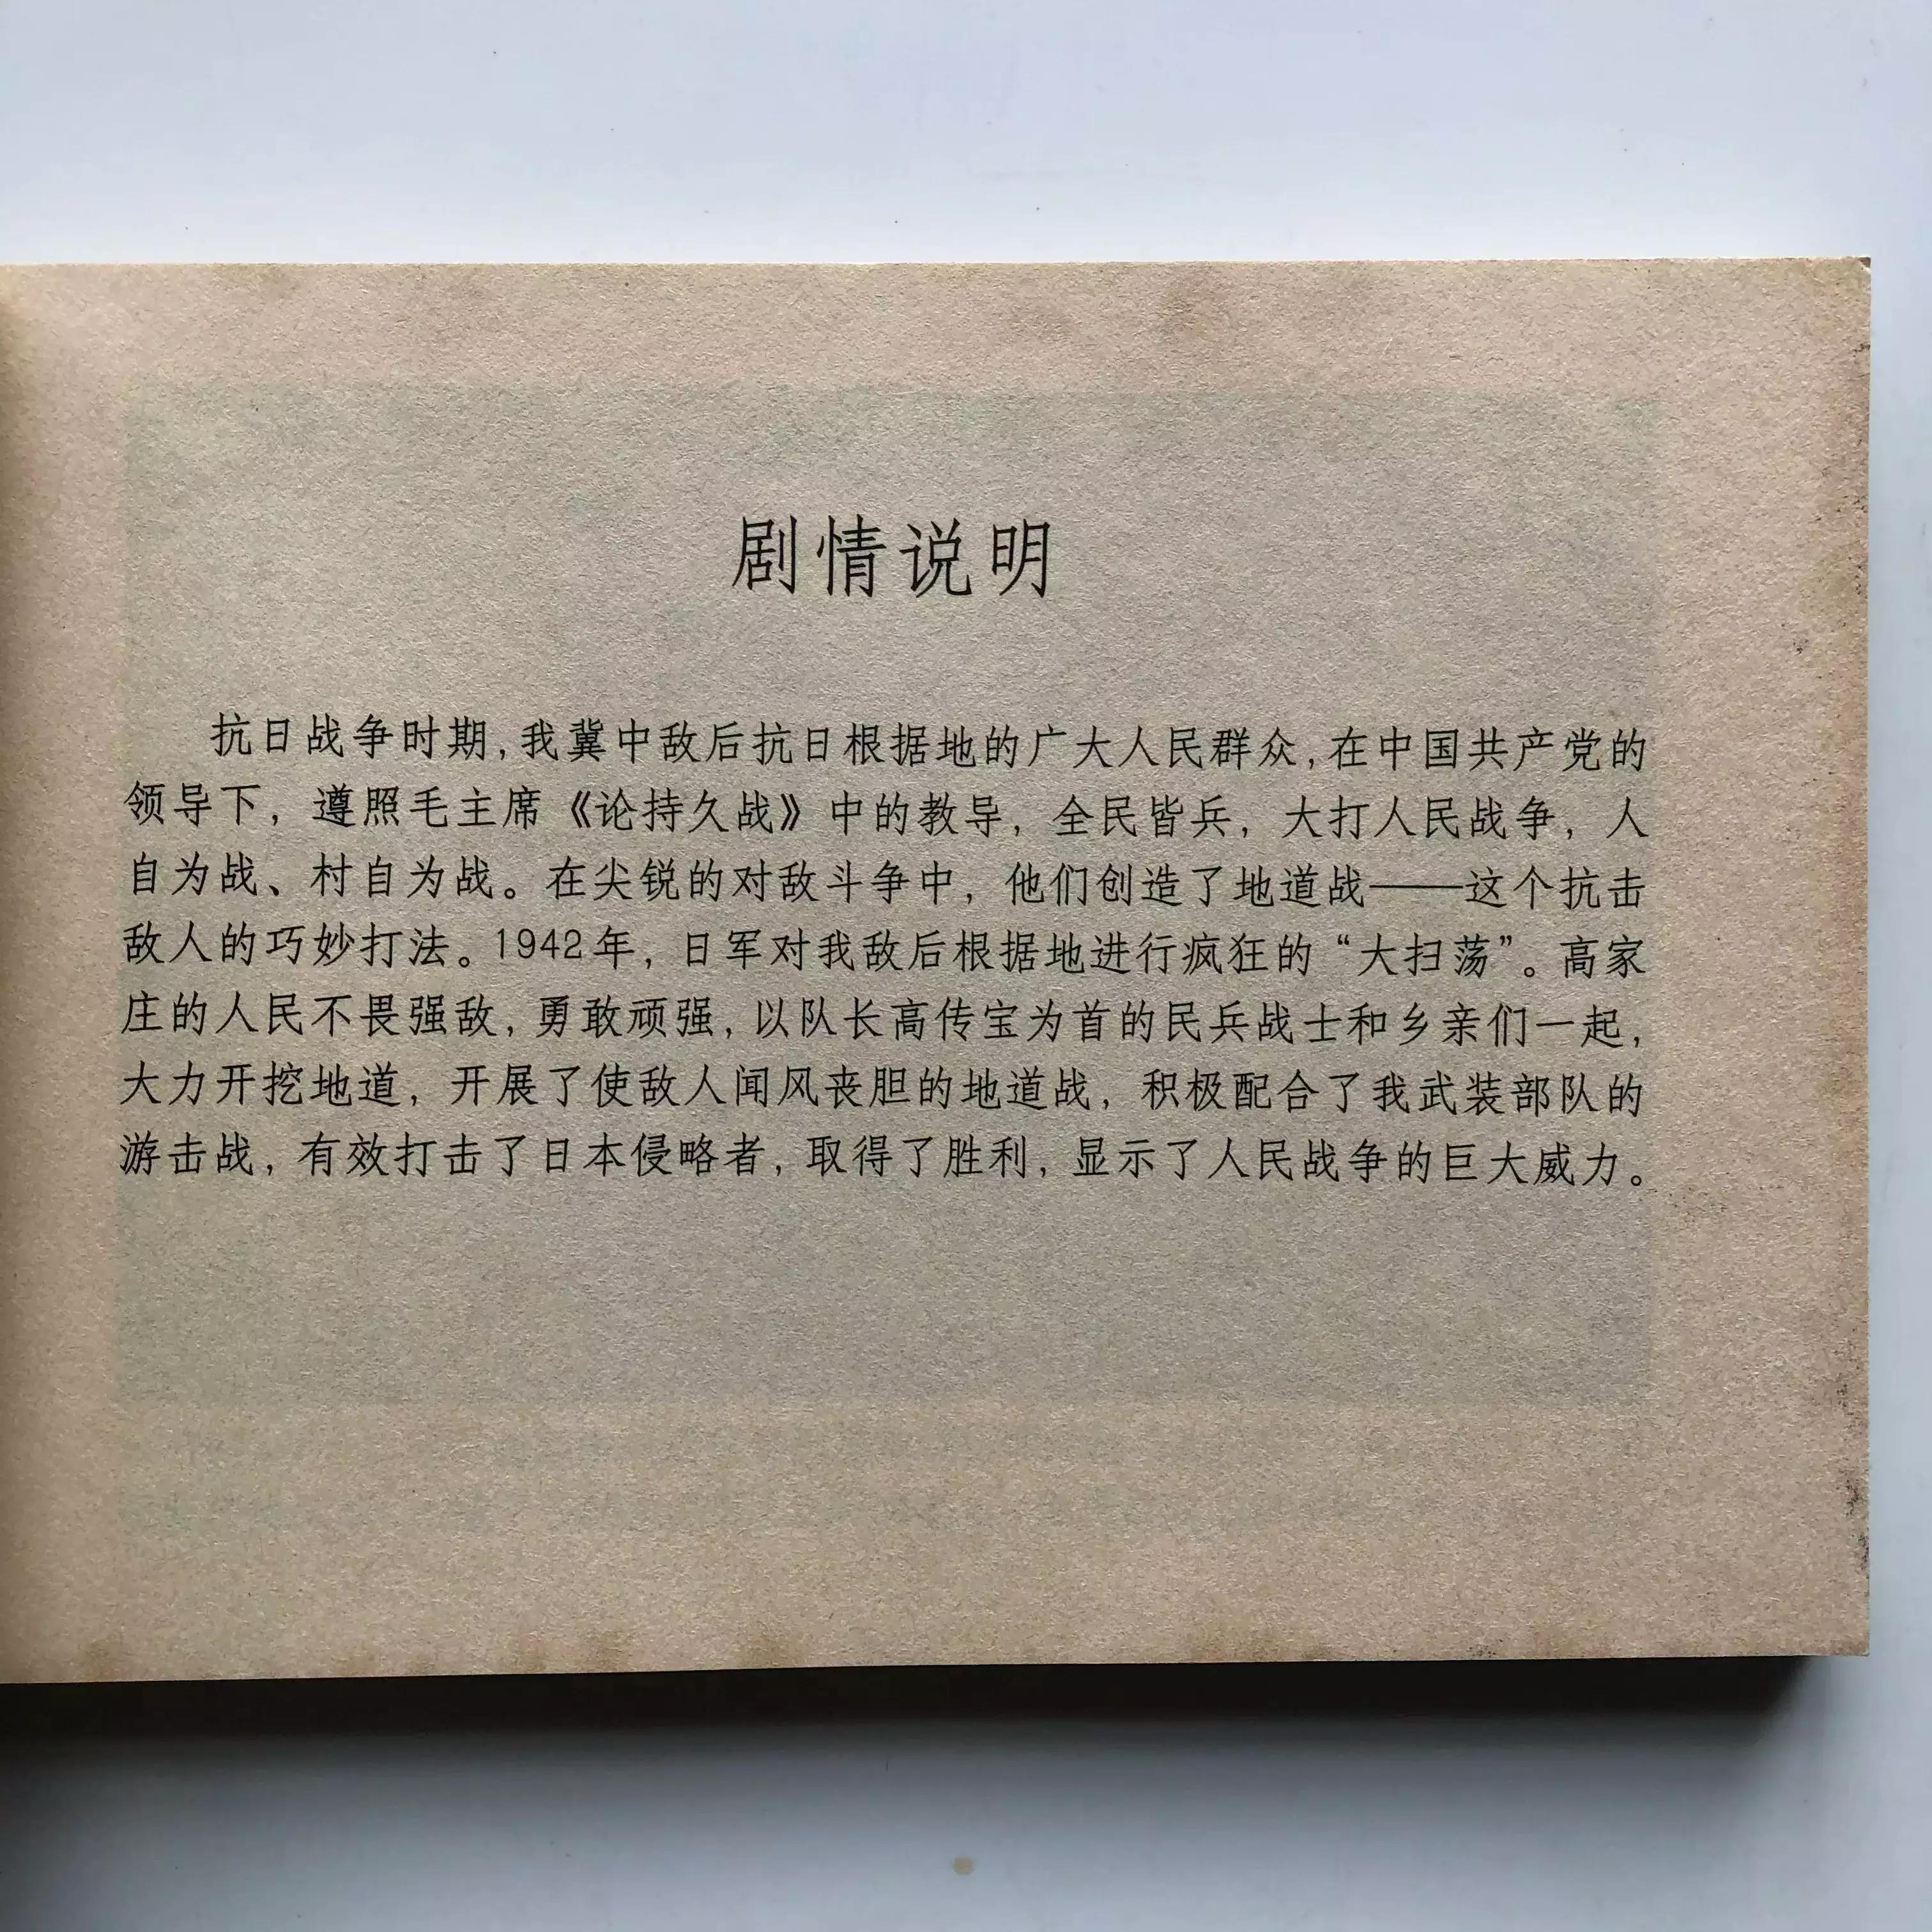 剧情说明
抗日战争时期,我冀中敌后抗日根据地的广大人民群众,在中国共产党的
领导下，遵照毛主席《论持久战》中的教导，全民皆兵，大打人民战争，人
自为战、村自为战。在尖锐的对敌斗争中，他们创造了地道战——这个抗击
敌人的巧妙打法。1942年，日军对我敌后根据地进行疯狂的“大扫荡”。高家
庄的人民不畏强敌,勇敢顽强,以队长高传宝为首的民兵战士和乡亲们一起,
大力开挖地道，开展了使敌人闻风丧胆的地道战，积极配合了我武装部队的
游击战,有效打击了日本侵略者,取得了胜利,显示了人民战争的巨大威力。